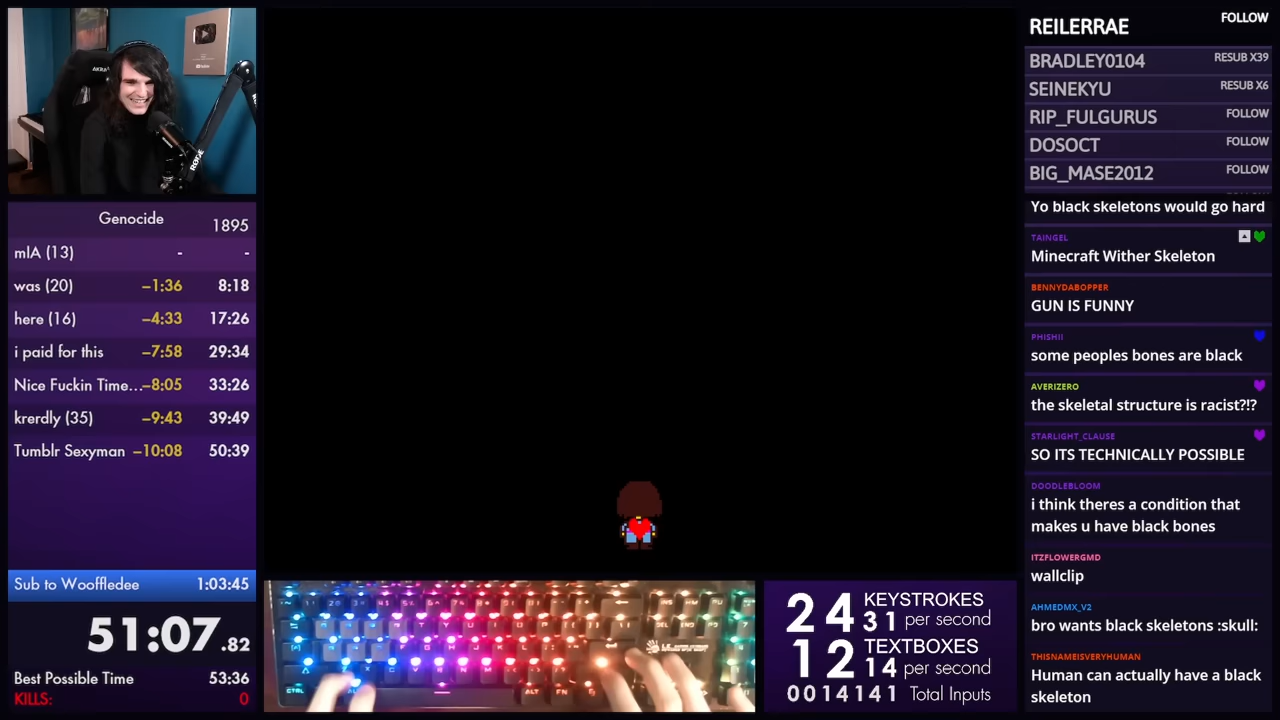 Genocide 1895
mIA (13) - -
was (20) −1:36 8:18
here (16) −4:33 17:26
i paid for this −7:58 29:34
Nice Fuckin Time... −8:05 33:26
krerdly (35) −9:43 39:49
Tumblr Sexyman −10:08 50:39
Sub to Wooffledee 1:03:45
51:07.82
Best Possible Time 53:36
KILLS: 0
RØDE
CTRL
ALT FN
24 KEYSTROKES
31 per second
12 TEXTBOXES
14 per second
0014141 Total Inputs
REILERRAE FOLLOW
BRADLEY0104 RESUB X39
SEINEKYU RESUB X6
RIP_FULGURUS FOLLOW
DOSOCT FOLLOW
BIG_MASE2012 FOLLOW
Yo black skeletons would go hard
TAINGEL
Minecraft Wither Skeleton
BENNYDABOPPER
GUN IS FUNNY
PHISHII
some peoples bones are black
AVERIZERO
the skeletal structure is racist?!?
STARLIGHT_CLAUSE
SO ITS TECHNICALLY POSSIBLE
DOODLEBLOOM
i think theres a condition that
makes u have black bones
ITZFLOWERGMD
wallclip
AHMEDMX_V2
bro wants black skeletons :skull:
THISNAMEISVERYHUMAN
Human can actually have a black
skeleton